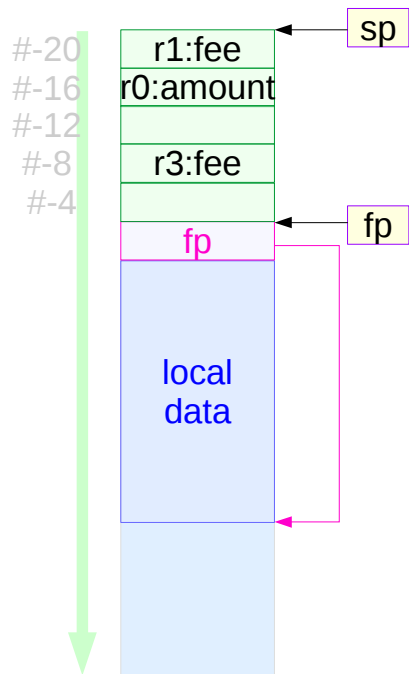 sp
#-20
r1:fee
#-16
r0:amount
#-12
#-8
r3:fee
#-4
fp
fp
local
data